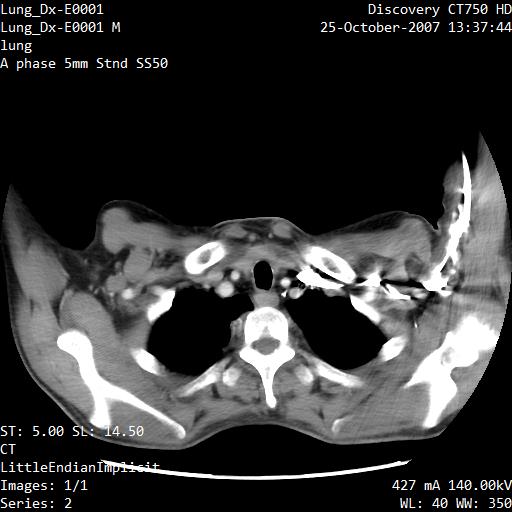 Lung_Dx-E0001
Discovery CT750 HD
Lung_Dx-E0001 M
25-October-2007 13:37:44
lung
A phase 5mm Stnd SS50
ST: 5.00 SL: 14.50
CT
LittleEndianImplicit
Images: 1/1
427 mA 140.00kV
Series: 2
WL: 40 WW: 350